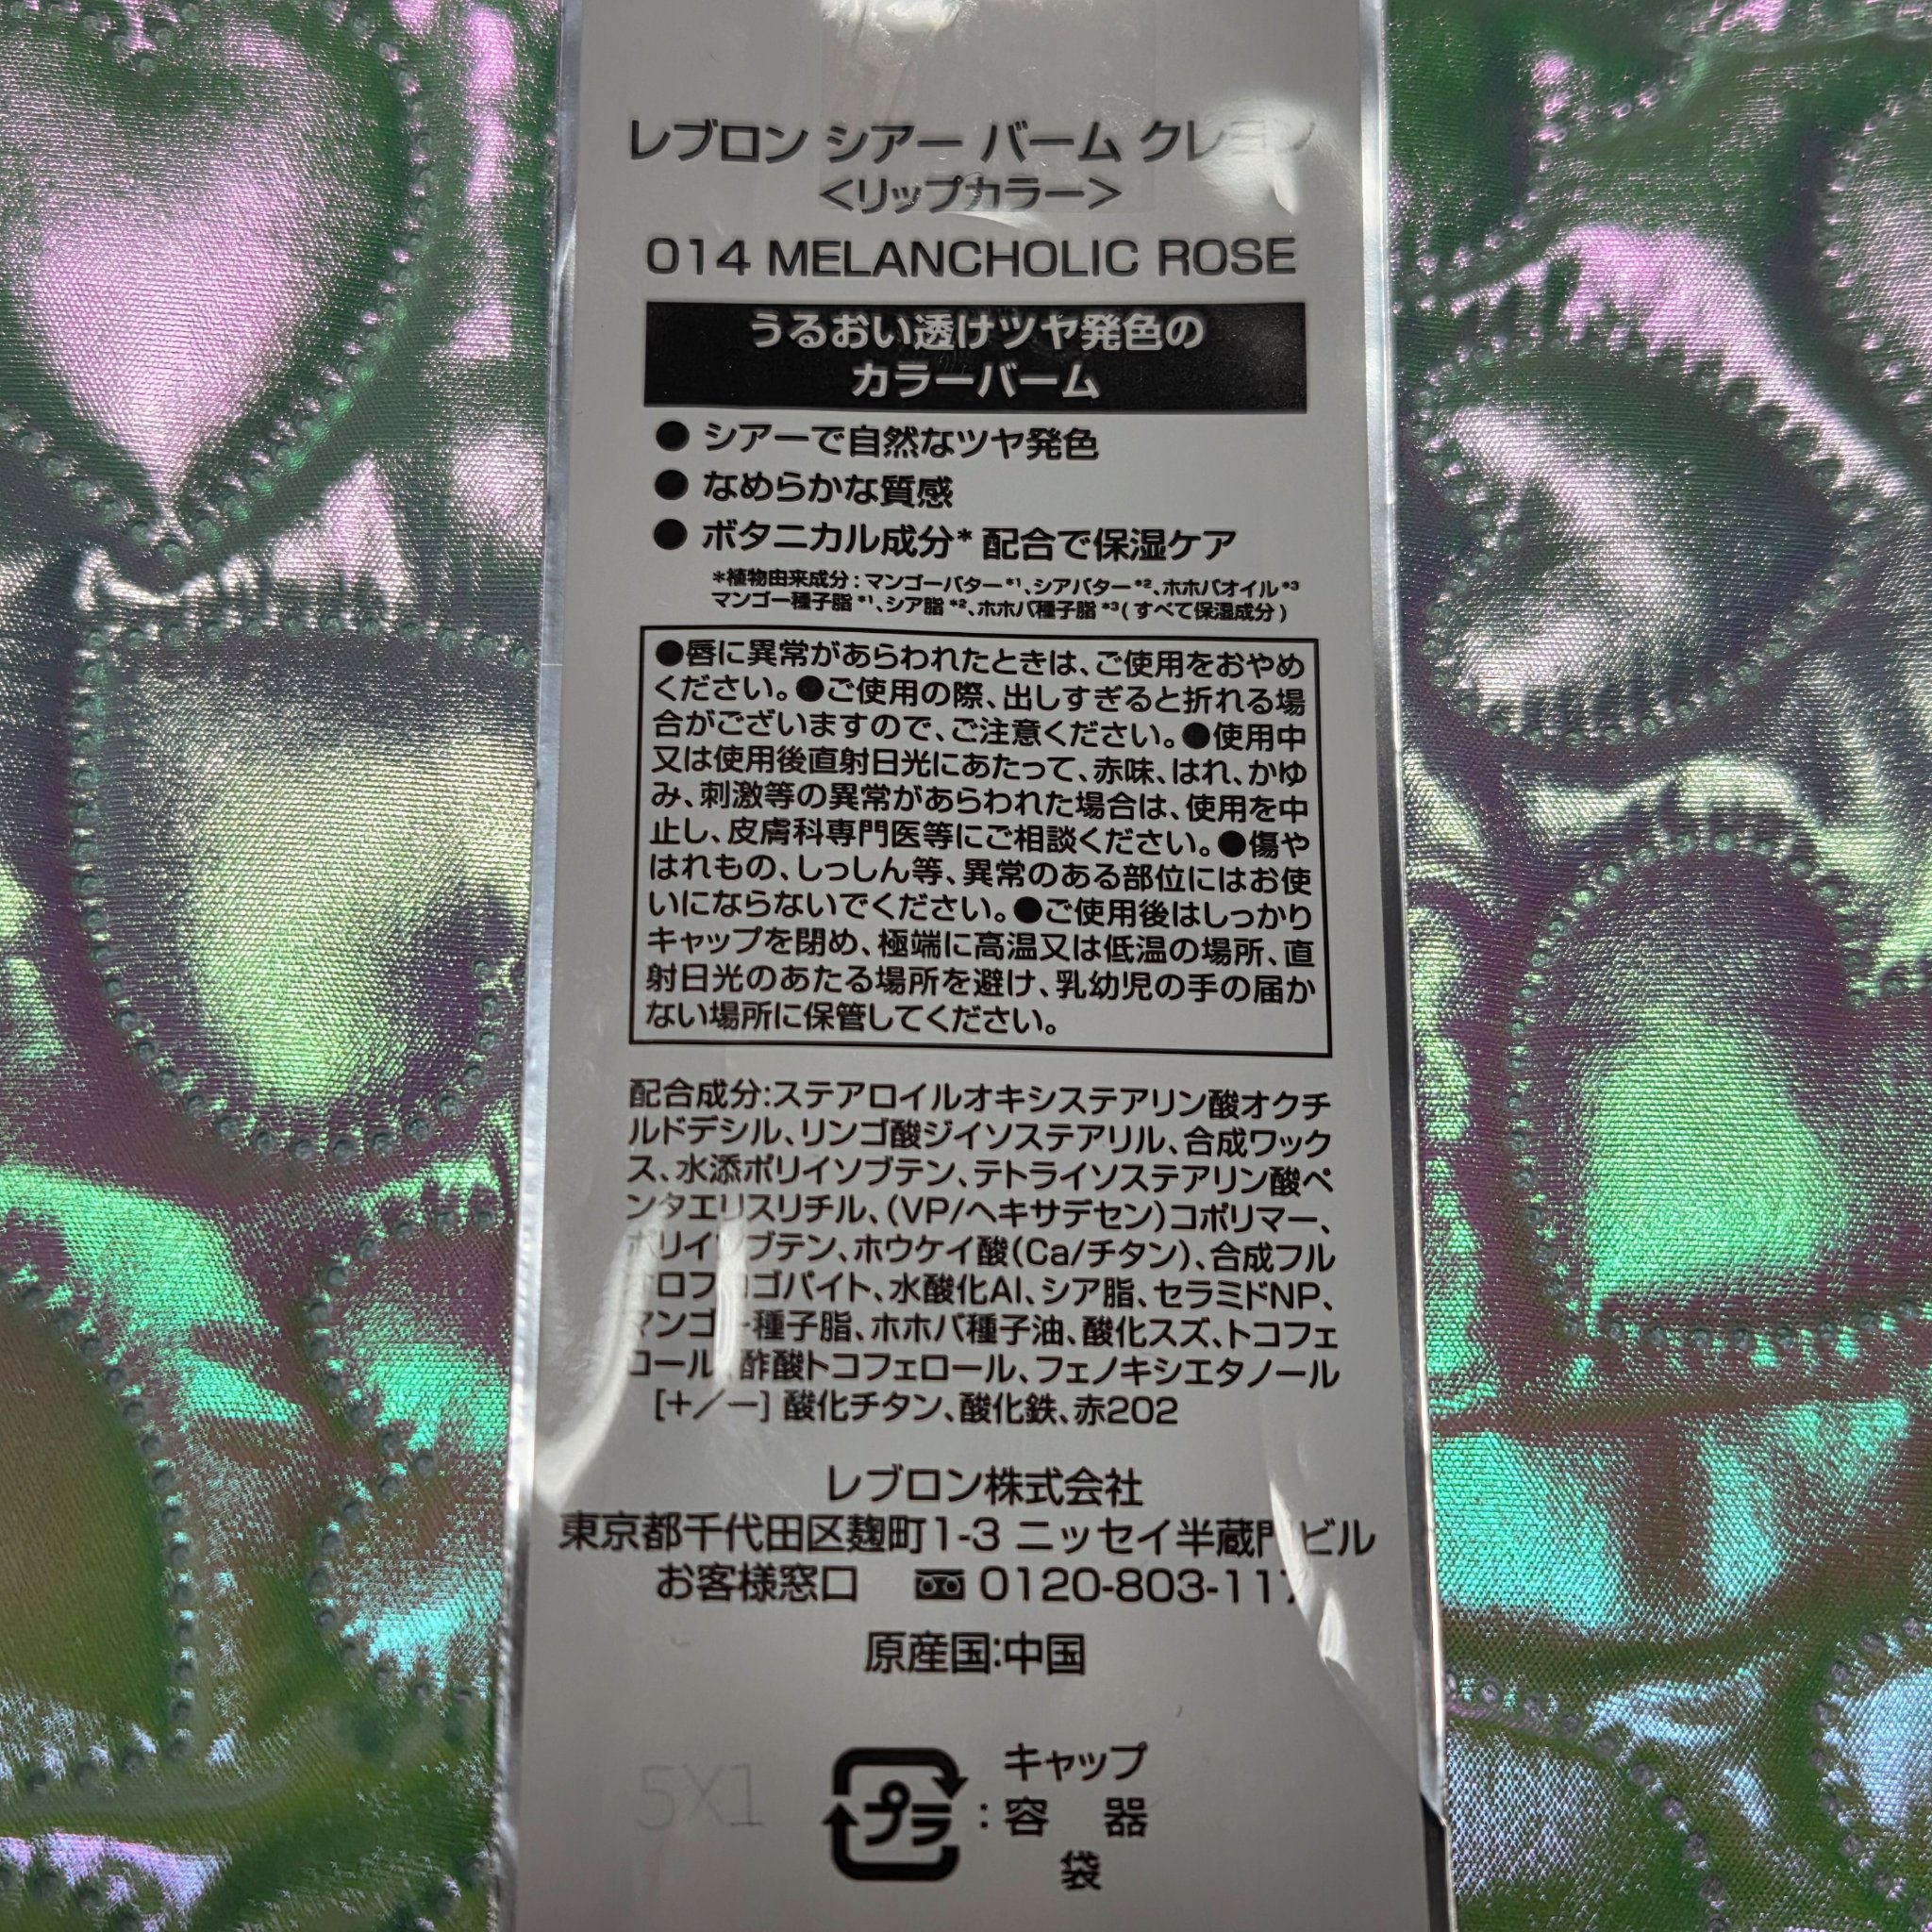 レブロン シアー バーム クレヨン
<リップカラー>
014 MELANCHOLIC ROSE
うるおい透けツヤ発色の
カラーバーム
● シアーで自然なツヤ発色
● なめらかな質感
● ボタニカル成分* 配合で保湿ケア
*植物由来成分：マンゴーバター*1、シアバター*2、ホホバオイル*3
マンゴー種子脂*1、シア脂*2、ホホバ種子脂*3(すべて保湿成分)
●唇に異常があらわれたときは、ご使用をおやめ
ください。●ご使用の際、出しすぎると折れる場
合がございますので、ご注意ください。●使用中
又は使用後直射日光にあたって、赤味、はれ、かゆ
み、刺激等の異常があらわれた場合は、使用を中
止し、皮膚科専門医等にご相談ください。●傷や
はれもの、しっしん等、異常のある部位にはお使
いにならないでください。●ご使用後はしっかり
キャップを閉め、極端に高温又は低温の場所、直
射日光のあたる場所を避け、乳幼児の手の届か
ない場所に保管してください。
配合成分:ステアロイルオキシステアリン酸オクチ
ルドデシル、リンゴ酸ジイソステアリル、合成ワック
ス、水添ポリイソブテン、テトライソステアリン酸ペ
ンタエリスリチル、(VP/ヘキサデセン)コポリマー、
ポリイソブテン、ホウケイ酸(Ca/チタン)、合成フル
オロフロゴパイト、水酸化Al、シア脂、セラミドNP、
マンゴー種子脂、ホホバ種子油、酸化スズ、トコフェ
ロール、酢酸トコフェロール、フェノキシエタノール
[+／ー] 酸化チタン、酸化鉄、赤202
レブロン株式会社
東京都千代田区麹町1-3 ニッセイ半蔵門ビル
お客様窓口 0120-803-117
原産国:中国
5X1
プラ
：
キャップ
容 器
袋